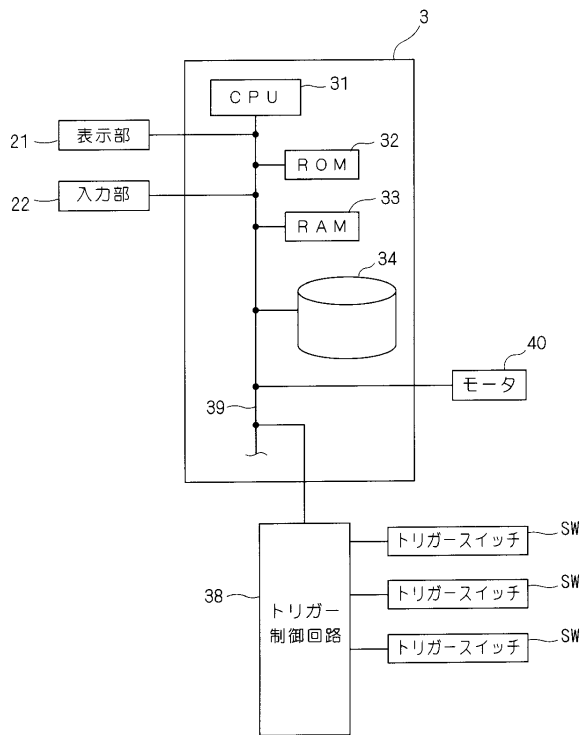 3
31
CPU
21
表示部
32
ROM
22
入力部
33
RAM
34
40
モータ
39
38
トリガー
制御回路
トリガースイッチ
SW
トリガースイッチ
SW
トリガースイッチ
SW